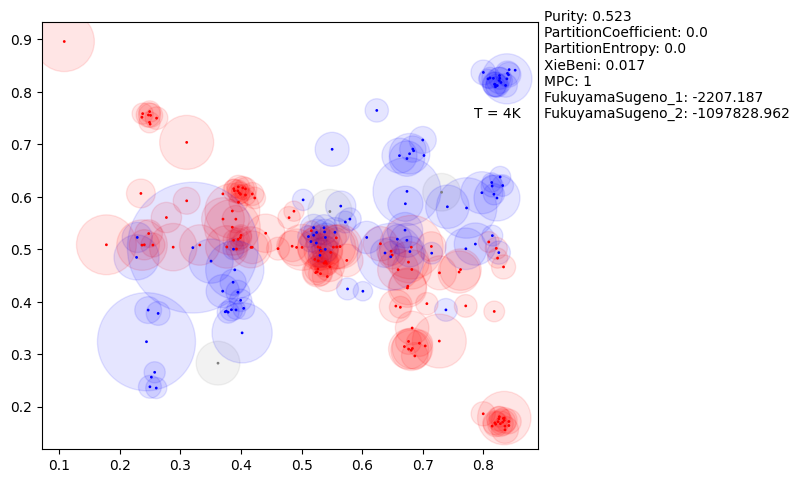 Purity: 0.523
PartitionCoefficient: 0.0
PartitionEntropy: 0.0
XieBeni: 0.017
MPC: 1
FukuyamaSugeno_1: -2207.187
FukuyamaSugeno_2: -1097828.962
T = 4K
0.9
0.8
0.7
0.6
0.5
0.4
0.3
0.2
0.1 0.2 0.3 0.4 0.5 0.6 0.7 0.8